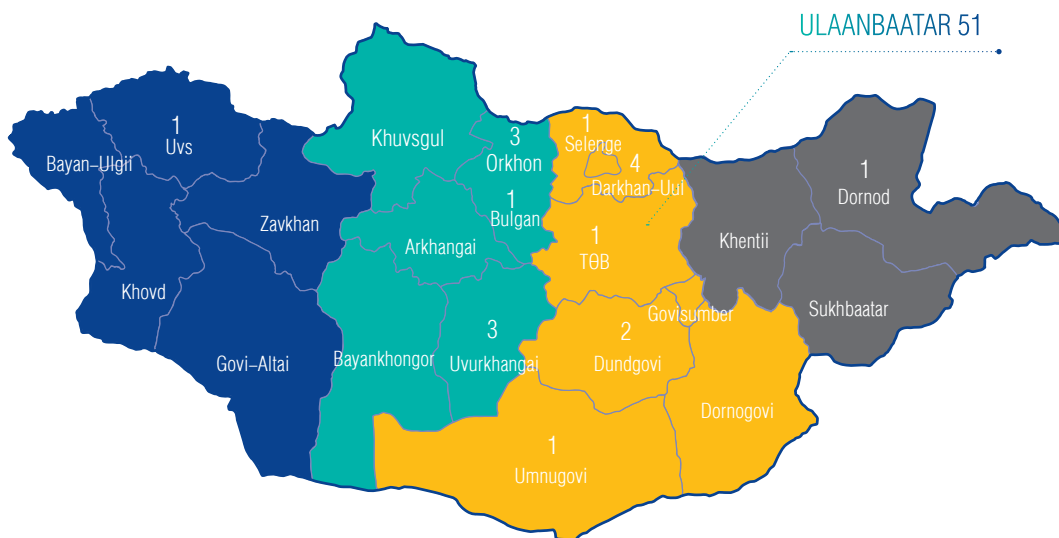 ULAANBAATAR 51
1
Uvs
Bayan-Ulgii
Zavkhan
Khovd
Govi-Altai
Khuvsgul
3
Orkhon
1
Bulgan
Arkhangai
Bayankhongor
3
Uvurkhangai
1
Selenge
4
Darkhan-Uul
1
TӨB
Govisumber
2
Dundgovi
Dornogovi
1
Umnugovi
Khentii
1
Dornod
Sukhbaatar